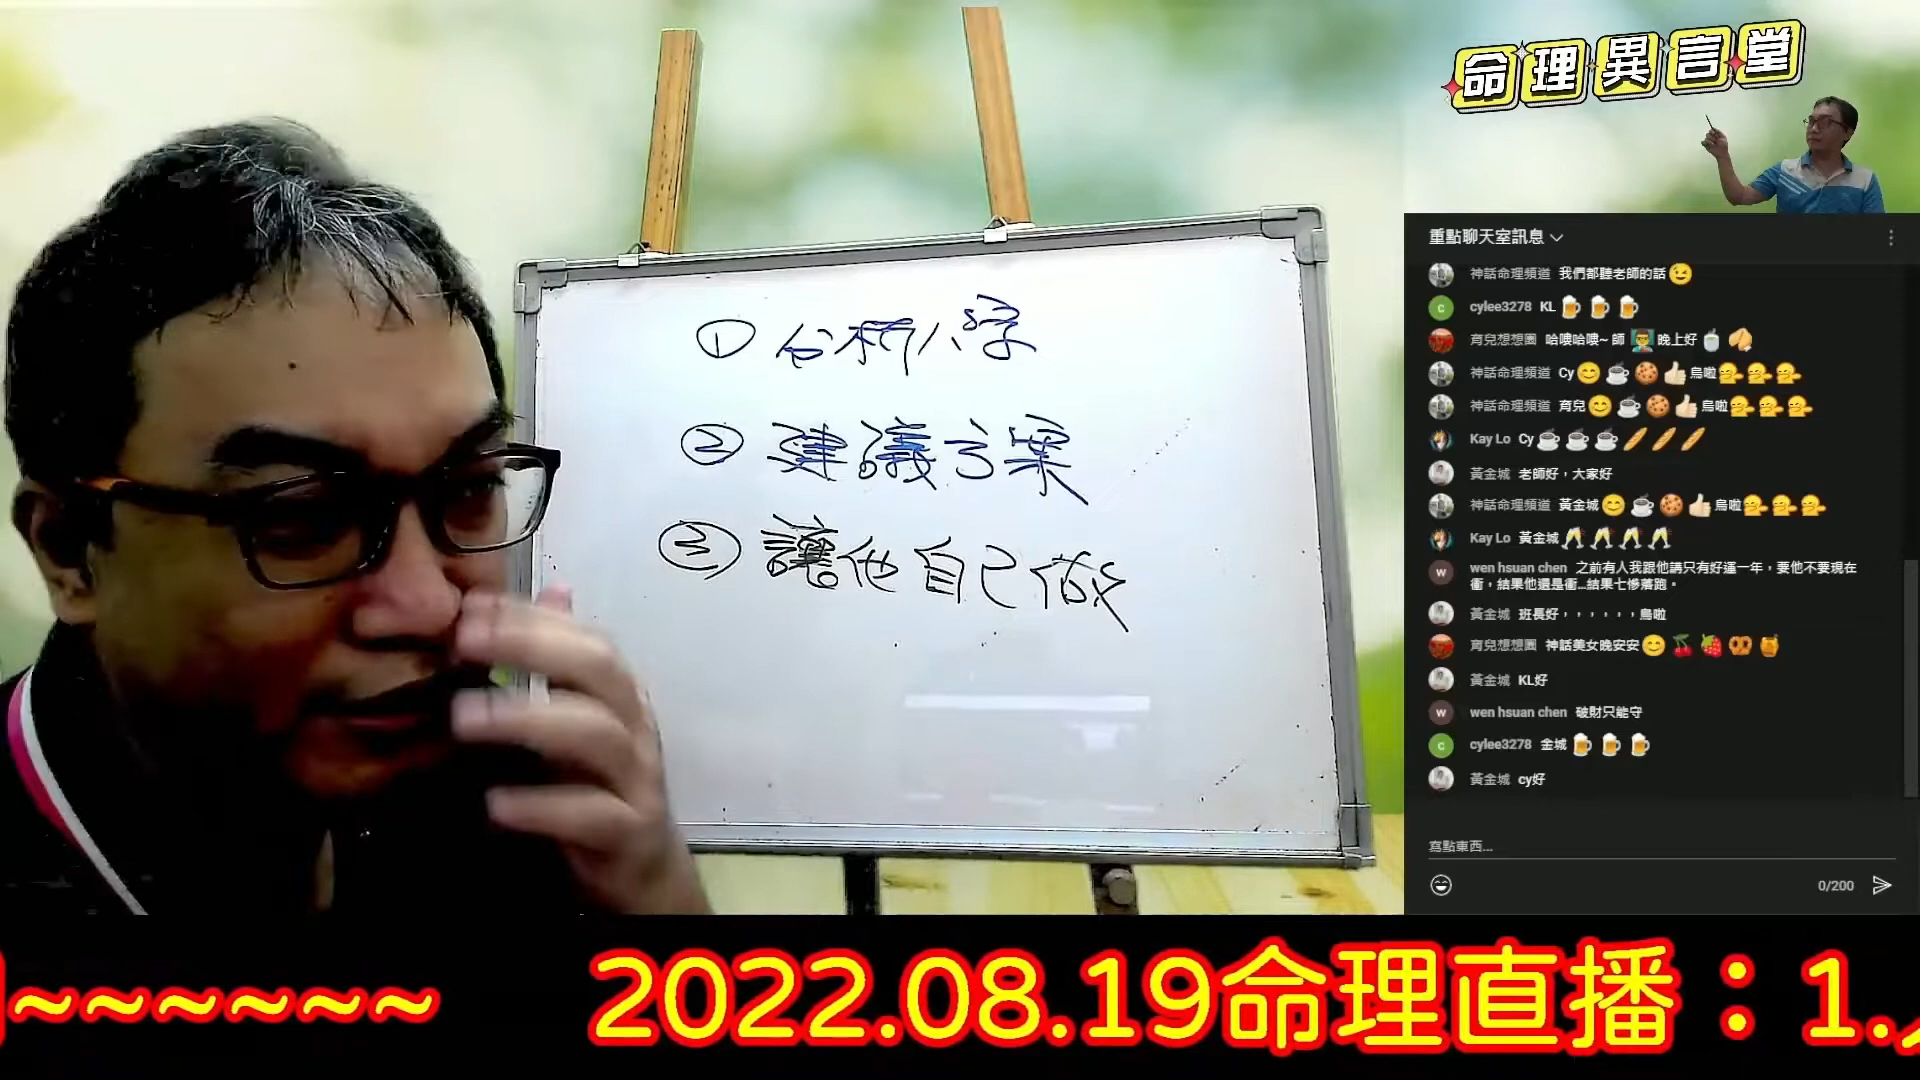 命理異言堂
①分析八字
②建議方案
③讓他自己做
重點聊天室訊息
神話命理頻道 我們都聽老師的話
cylee3278 KL
育兒想想園 哈嘍哈嘍~ 師 晚上好
神話命理頻道 Cy 烏啦
神話命理頻道 育兒 烏啦
Kay Lo Cy
黃金城 老師好，大家好
神話命理頻道 黃金城 烏啦
Kay Lo 黃金城
wen hsuan chen 之前有人我跟他講只有好運一年，要他不要現在
衝，結果他還是衝...結果七慘落跑。
黃金城 班長好，，，，，，烏啦
育兒想想園 神話美女晚安安
黃金城 KL好
wen hsuan chen 破財只能守
cylee3278 金城
黃金城 cy好
寫點東西...
0/200
~~~~~~ 2022.08.19命理直播：1.